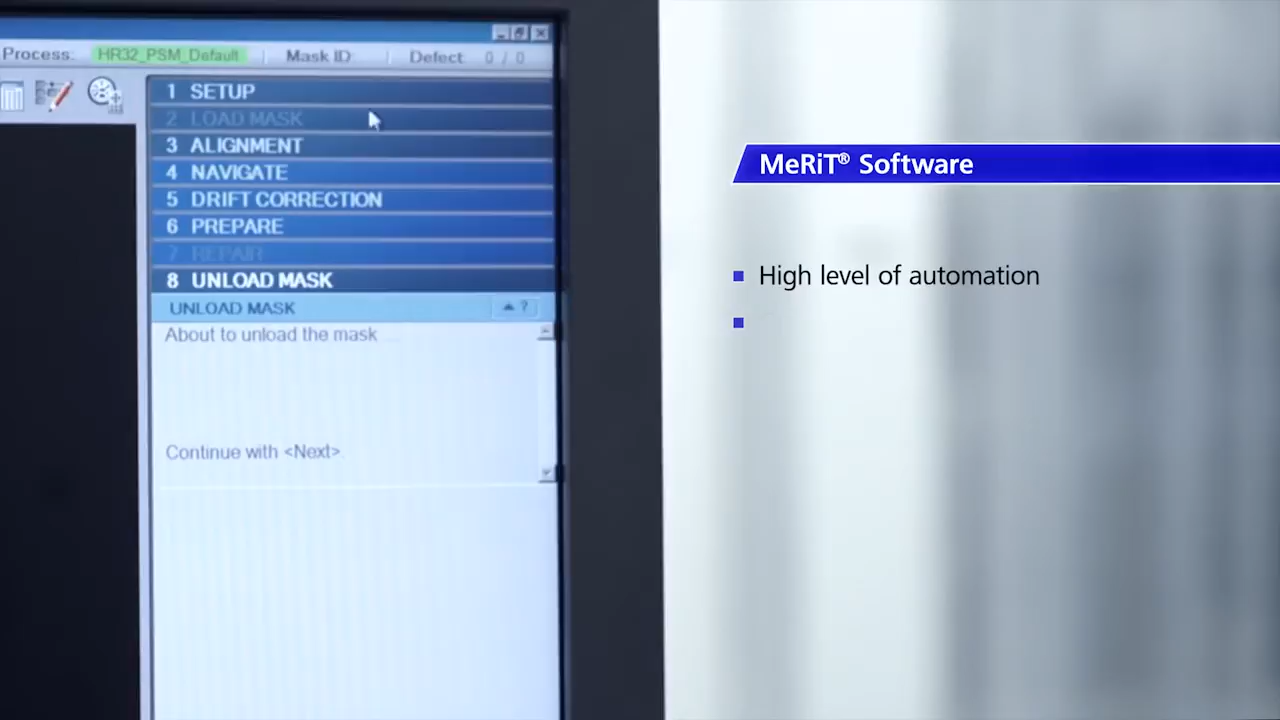 Process: HR32_PSM_Default Mask ID: Defect: 0 / 0
1 SETUP
2 LOAD MASK
3 ALIGNMENT
4 NAVIGATE
5 DRIFT CORRECTION
6 PREPARE
7 REPAIR
8 UNLOAD MASK
UNLOAD MASK ?
About to unload the mask
Continue with <Next>.
MeRiT® Software
High level of automation